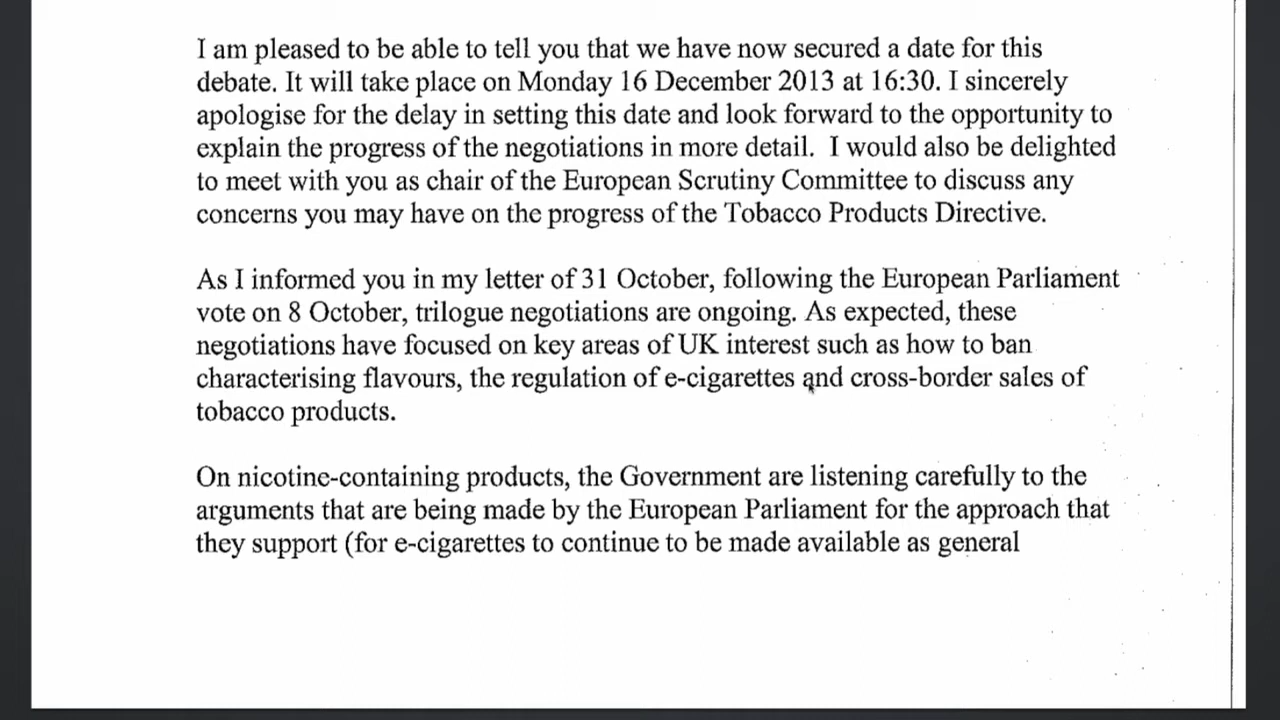 I am pleased to be able to tell you that we have now secured a date for this
debate. It will take place on Monday 16 December 2013 at 16:30. I sincerely
apologise for the delay in setting this date and look forward to the opportunity to
explain the progress of the negotiations in more detail. I would also be delighted
to meet with you as chair of the European Scrutiny Committee to discuss any
concerns you may have on the progress of the Tobacco Products Directive.
As I informed you in my letter of 31 October, following the European Parliament
vote on 8 October, trilogue negotiations are ongoing. As expected, these
negotiations have focused on key areas of UK interest such as how to ban
characterising flavours, the regulation of e-cigarettes and cross-border sales of
tobacco products.
On nicotine-containing products, the Government are listening carefully to the
arguments that are being made by the European Parliament for the approach that
they support (for e-cigarettes to continue to be made available as general